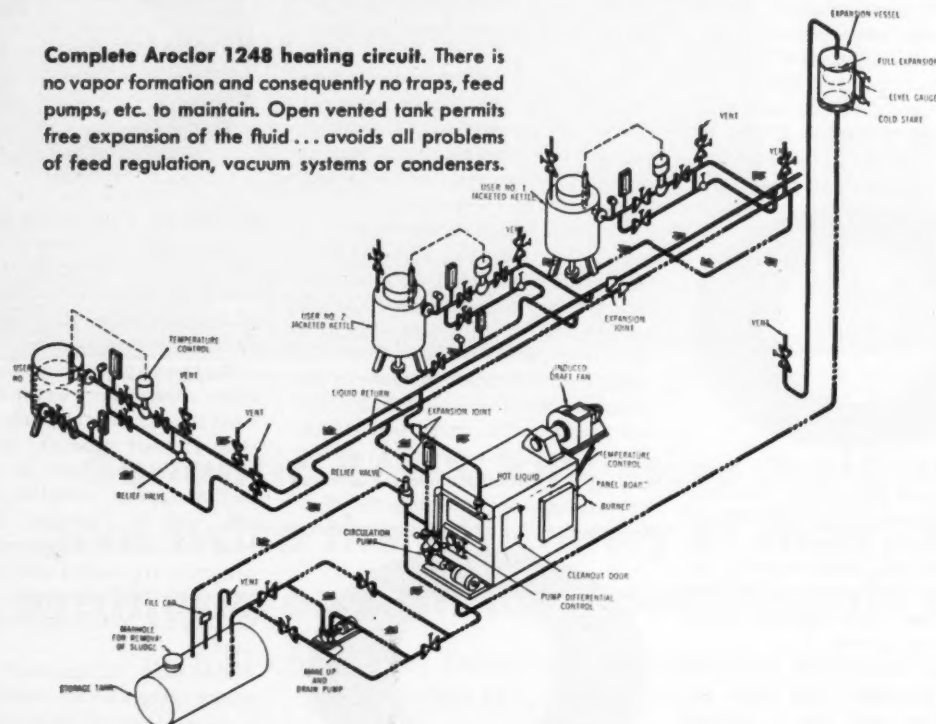 Complete Aroclor 1248 heating circuit. There is
no vapor formation and consequently no traps, feed
pumps, etc. to maintain. Open vented tank permits
free expansion of the fluid ... avoids all problems
of feed regulation, vacuum systems or condensers.
EXPANSION VESSEL
FULL EXPANSION
LEVEL GAUGE
COLD START
VENT
VENT
USER NO. 1
JACKETED KETTLE
VENT
USER NO. 2
JACKETED KETTLE
EXPANSION
JOINT
VENT
TEMPERATURE
CONTROL
USER
NO.
VENT
VENT
RELIEF VALVE
LIQUID RETURN
EXPANSION JOINT
INDUCED
DRAFT FAN
TEMPERATURE
CONTROL
HOT LIQUID
PANEL BOARD
BURNER
RELIEF VALVE
CIRCULATION
PUMP
CLEANOUT DOOR
PUMP DIFFERENTIAL
CONTROL
VENT
FILL CAP
MANHOLE
FOR REMOVAL
OF SLUDGE
STORAGE TANK
MAKE UP
AND
DRAIN PUMP